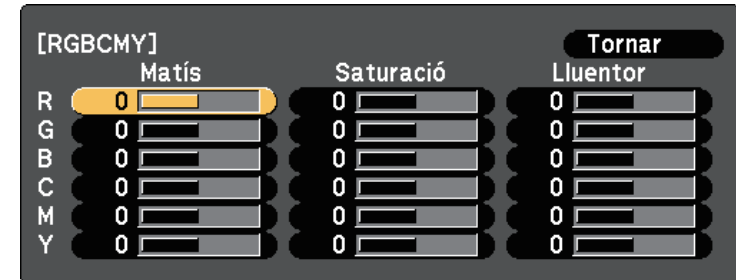 [RGBCMY] Tornar
Matís Saturació Lluentor
R 0 0 0
G 0 0 0
B 0 0 0
C 0 0 0
M 0 0 0
Y 0 0 0